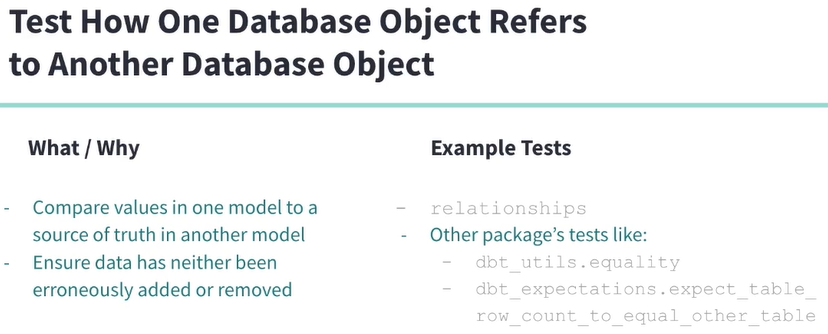 Test How One Database Object Refers
to Another Database Object
What / Why
- Compare values in one model to a
source of truth in another model
- Ensure data has neither been
erroneously added or removed
Example Tests
- relationships
- Other package’s tests like:
- dbt_utils.equality
- dbt_expectations.expect_table_
row_count_to_equal_other_table